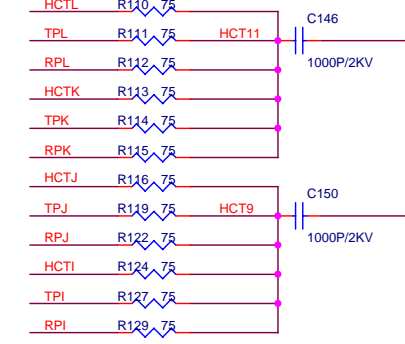 HCTL R110 75
C146
TPL R111 75 HCT11
RPL R112 75 1000P/2KV
HCTK R113 75
TPK R114 75
RPK R115 75
HCTJ R116 75
C150
TPJ R119 75 HCT9
RPJ R122 75 1000P/2KV
HCTI R124 75
TPI R127 75
RPI R129 75